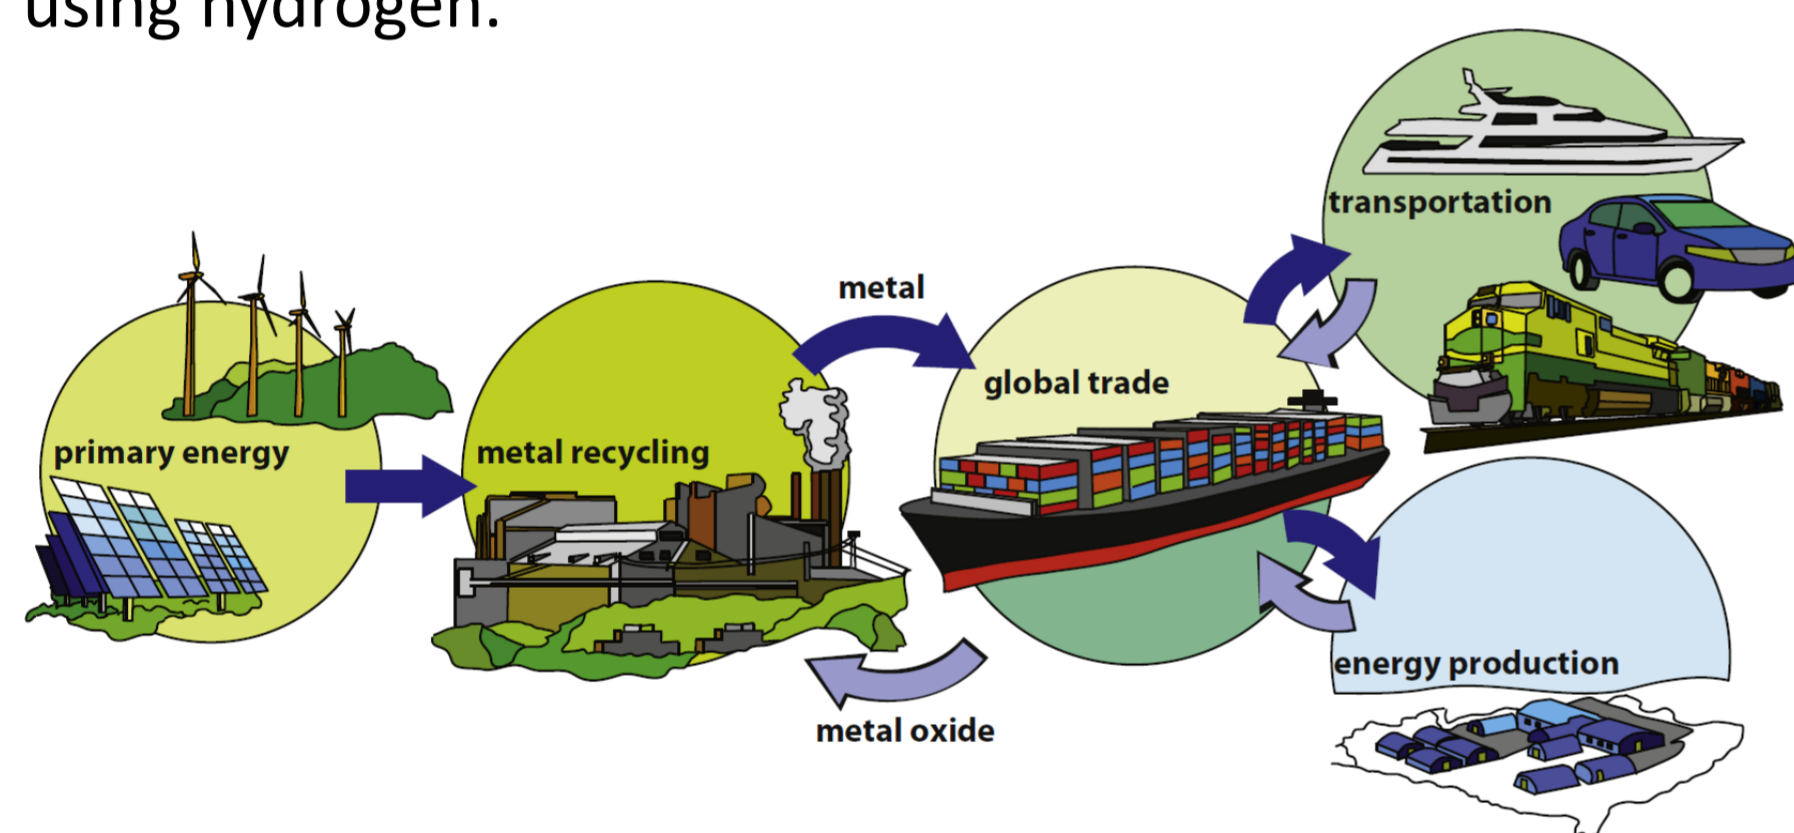 using hydrogen.
transportation
metal
global trade
primary energy
metal recycling
energy production
metal oxide